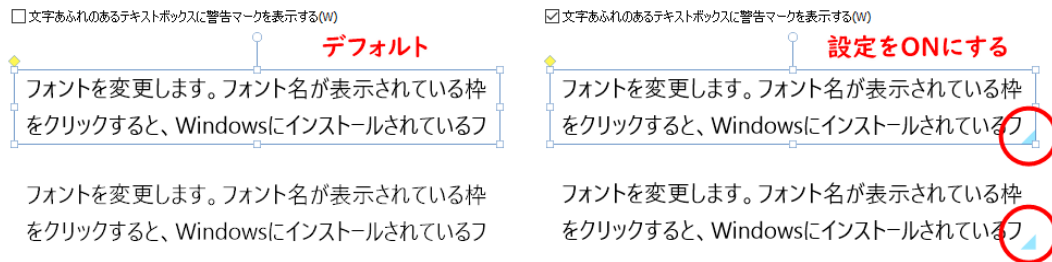 文字あふれのあるテキストボックスに警告マークを表示する(W)
デフォルト
フォントを変更します。フォント名が表示されている枠
をクリックすると、Windowsにインストールされているフ
フォントを変更します。フォント名が表示されている枠
をクリックすると、Windowsにインストールされているフ
文字あふれのあるテキストボックスに警告マークを表示する(W)
設定をONにする
フォントを変更します。フォント名が表示されている枠
をクリックすると、Windowsにインストールされているフ
フォントを変更します。フォント名が表示されている枠
をクリックすると、Windowsにインストールされているフ